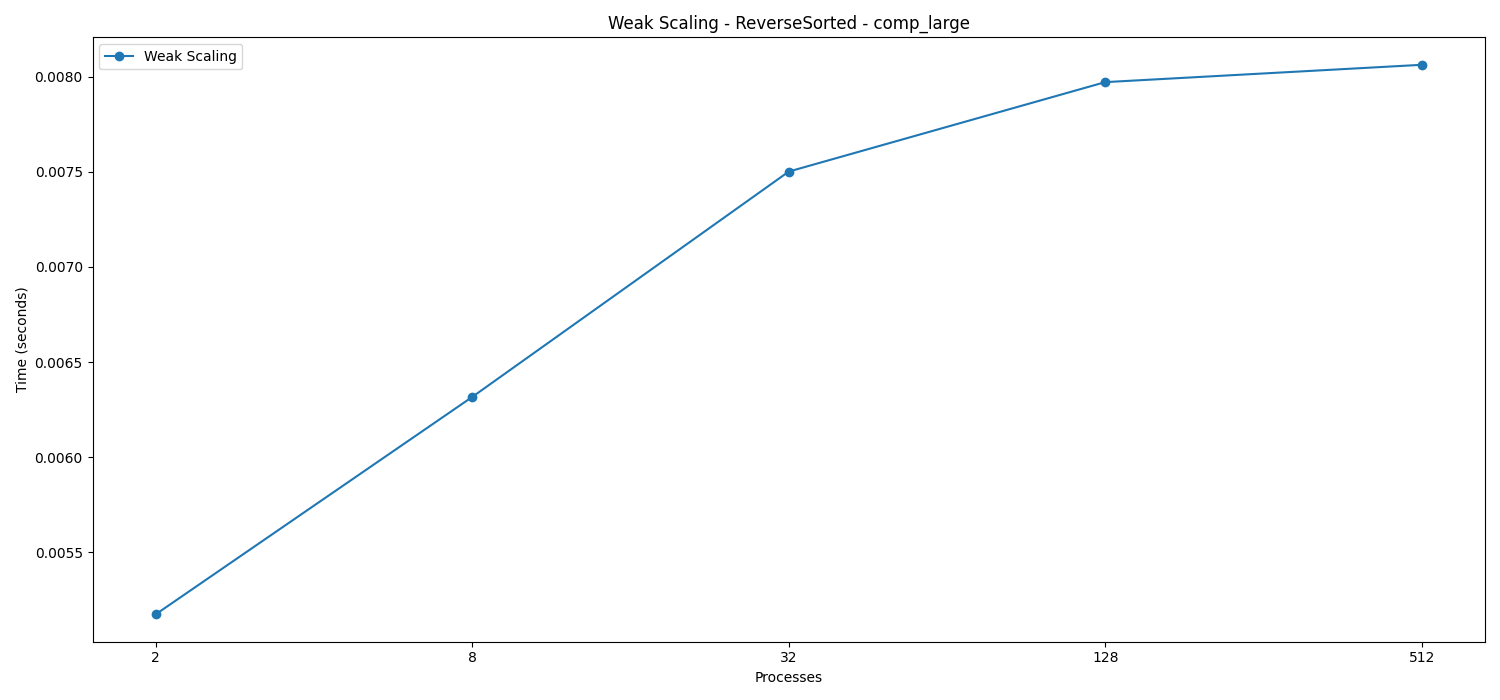 Weak Scaling - ReverseSorted - comp_large
Weak Scaling
0.0080
0.0075
0.0070
0.0065
0.0060
0.0055
Time (seconds)
2 8 32 128 512
Processes